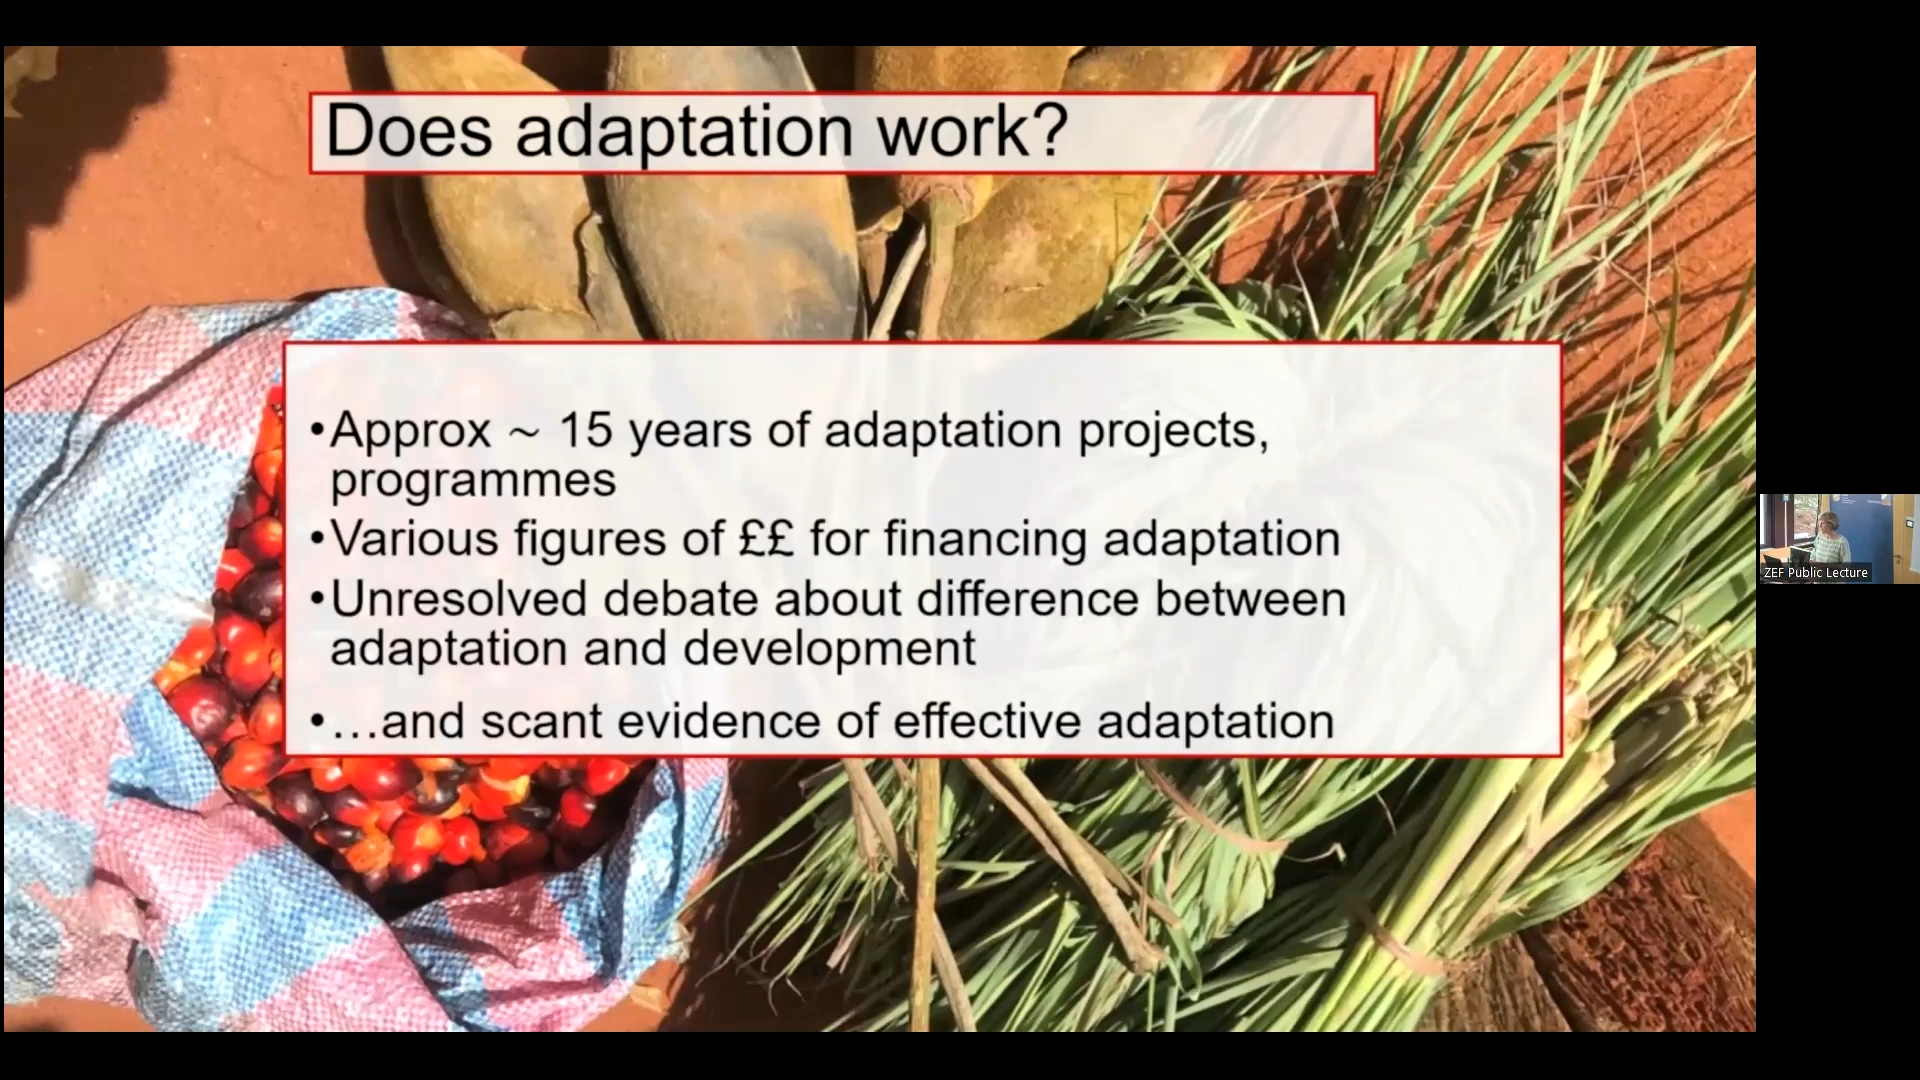 Does adaptation work?
•Approx ~ 15 years of adaptation projects,
programmes
•Various figures of ££ for financing adaptation
•Unresolved debate about difference between
adaptation and development
•…and scant evidence of effective adaptation
ZEF Public Lecture